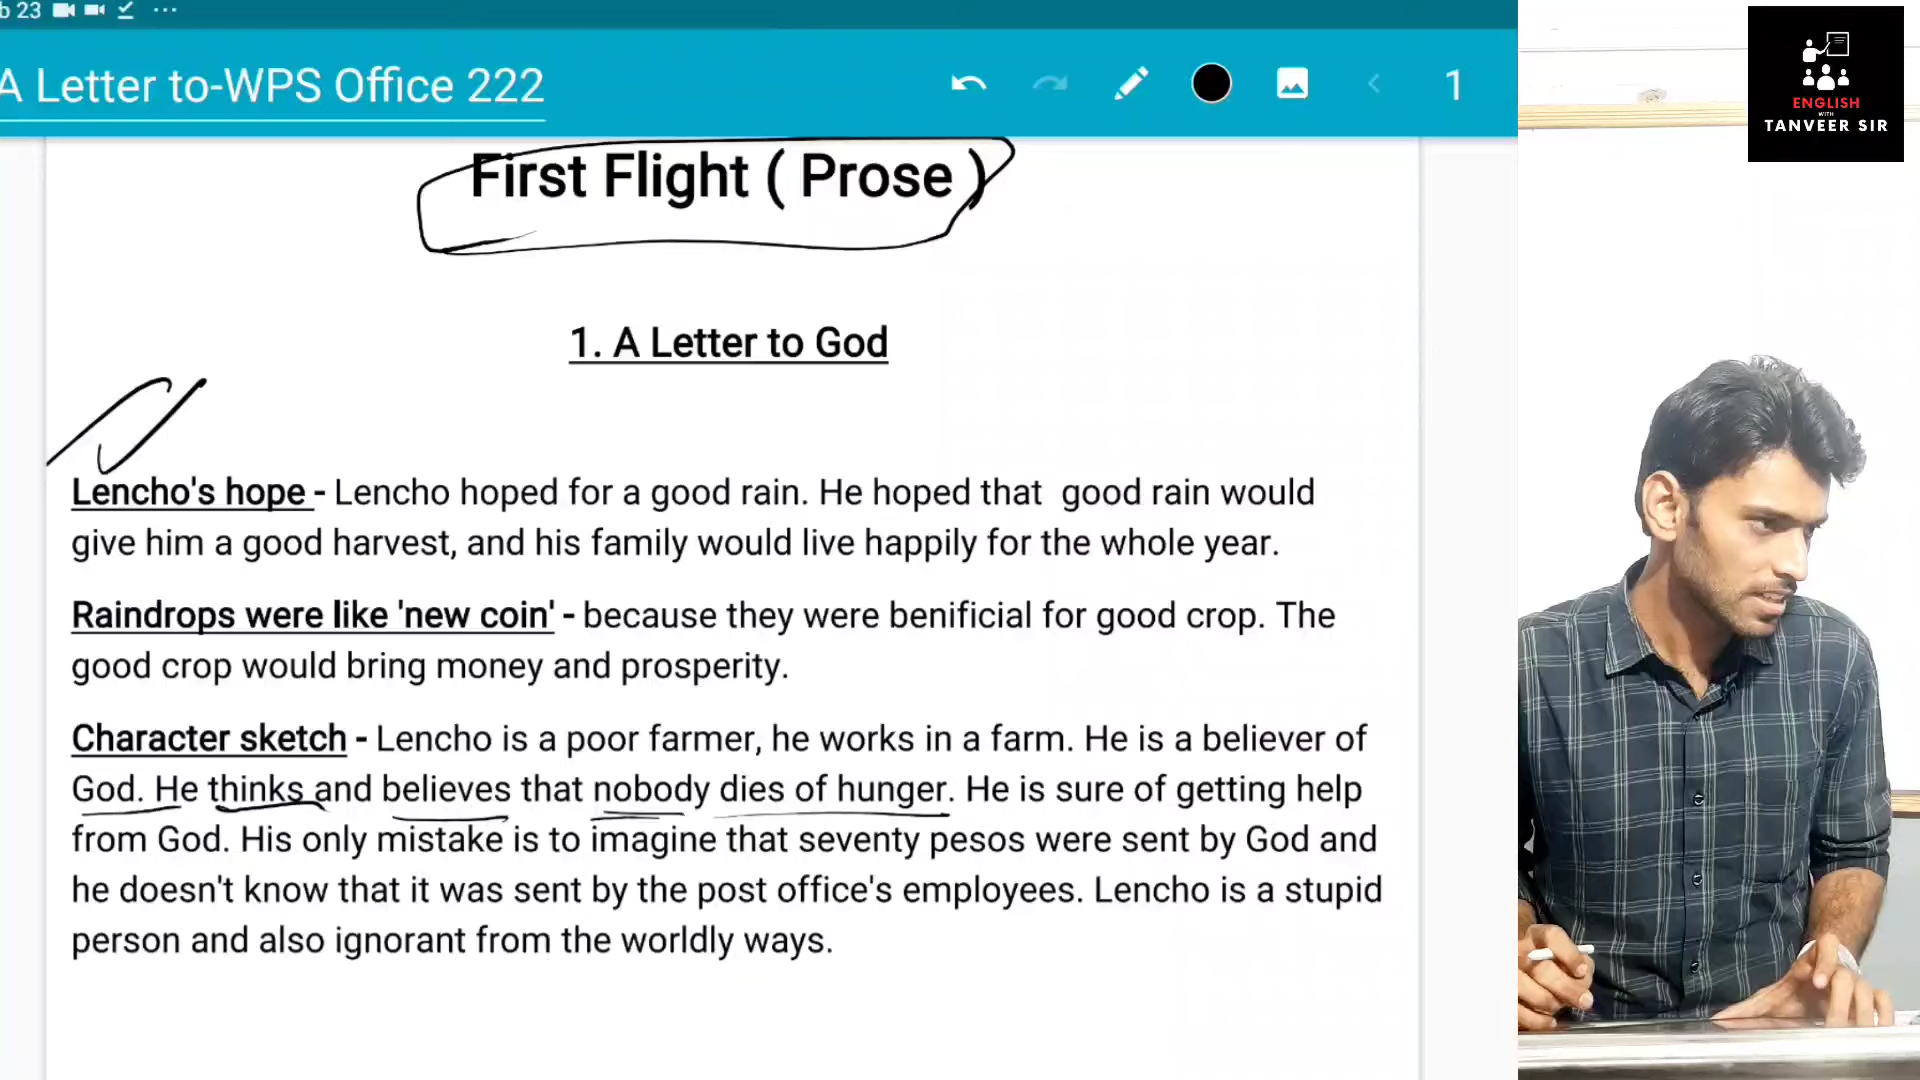 b 23
A Letter to-WPS Office 222
1
ENGLISH
WITH
TANVEER SIR
First Flight ( Prose )
1. A Letter to God
Lencho's hope - Lencho hoped for a good rain. He hoped that good rain would
give him a good harvest, and his family would live happily for the whole year.
Raindrops were like 'new coin' - because they were benificial for good crop. The
good crop would bring money and prosperity.
Character sketch - Lencho is a poor farmer, he works in a farm. He is a believer of
God. He thinks and believes that nobody dies of hunger. He is sure of getting help
from God. His only mistake is to imagine that seventy pesos were sent by God and
he doesn't know that it was sent by the post office's employees. Lencho is a stupid
person and also ignorant from the worldly ways.